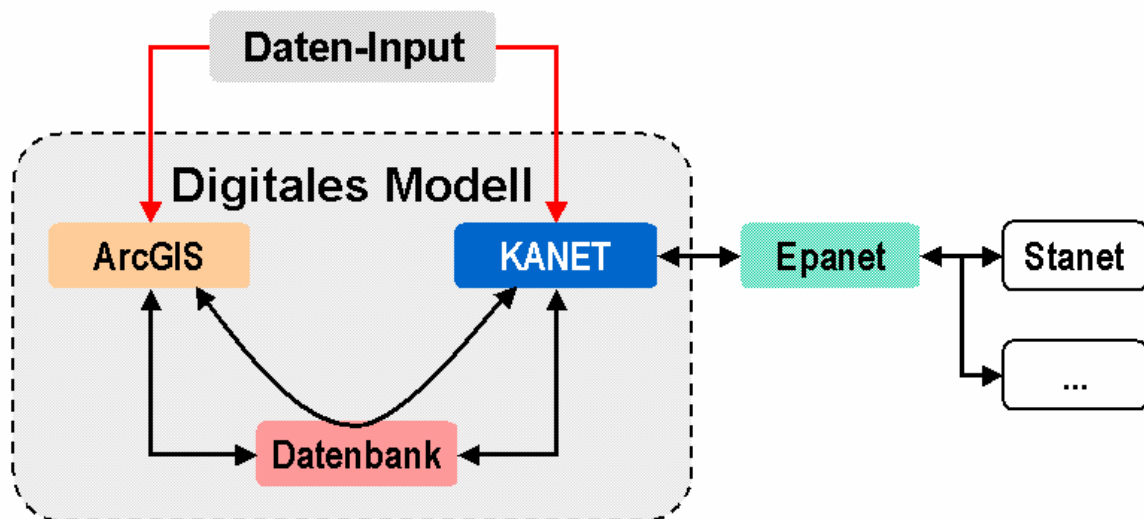 Daten-Input
Digitales Modell
ArcGIS
KANET
Epanet
Stanet
...
Datenbank